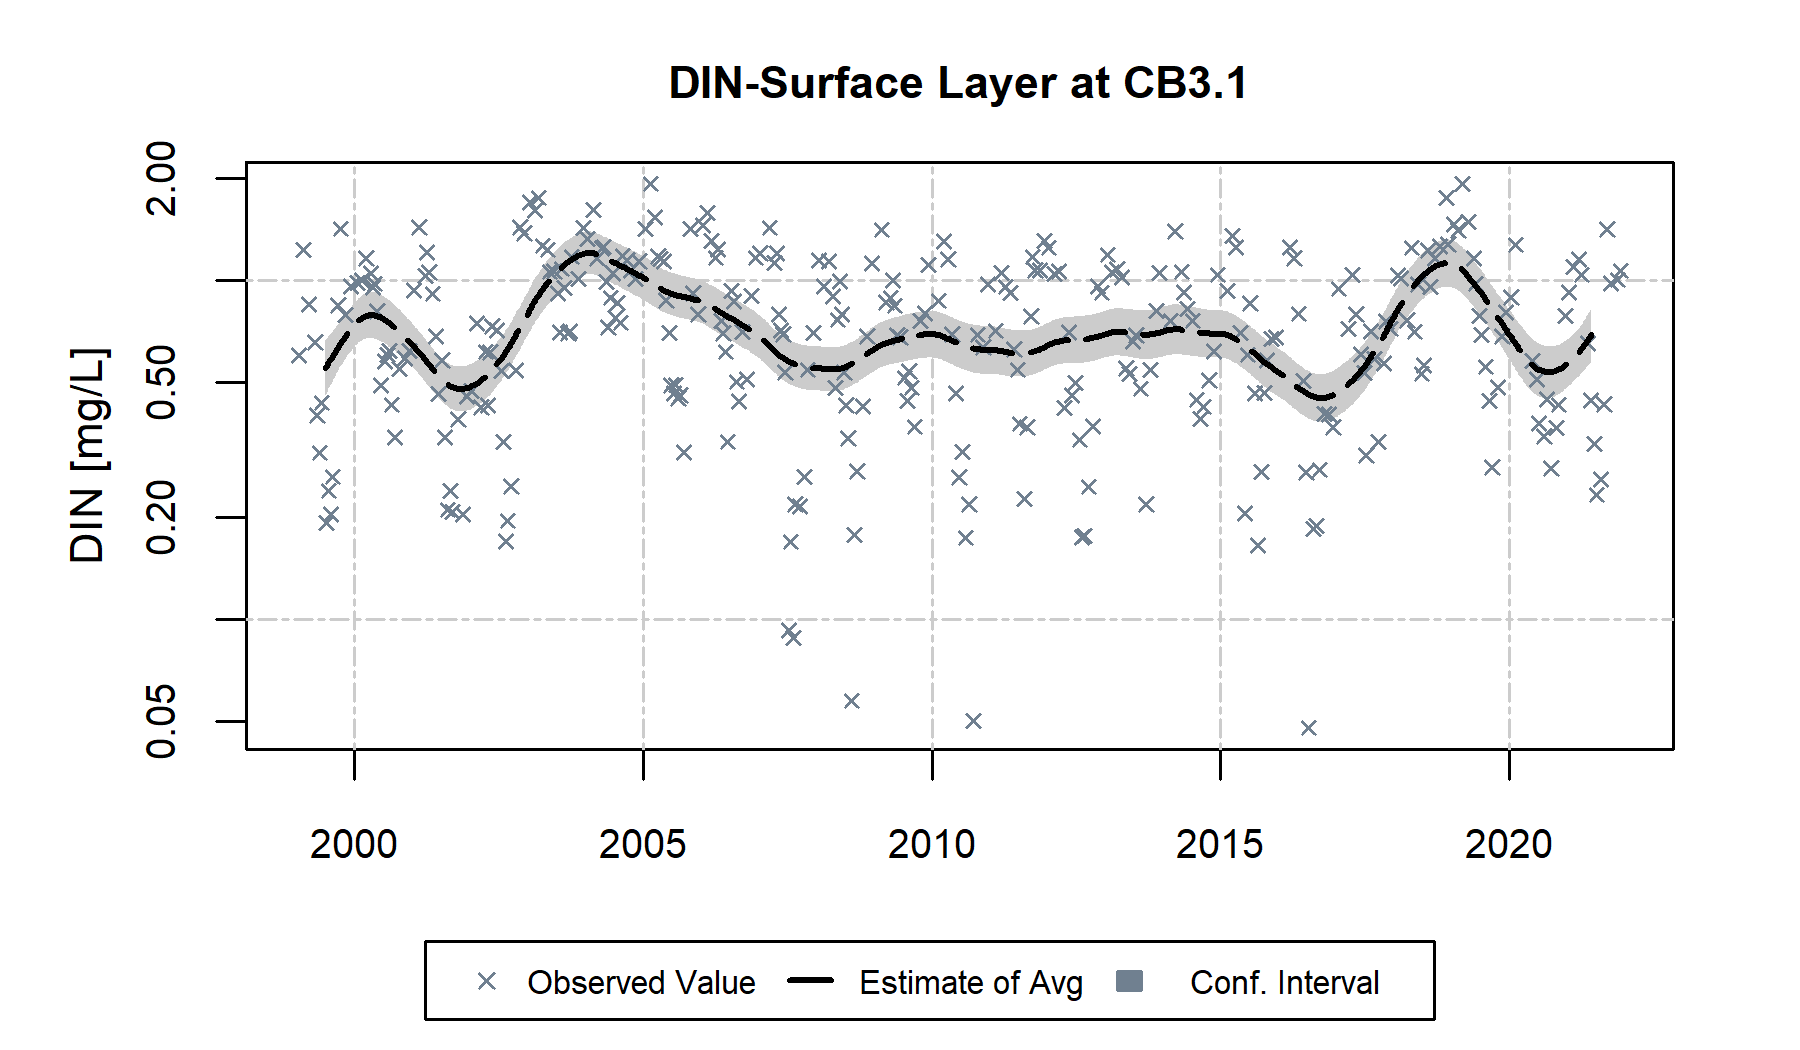 DIN-Surface Layer at CB3.1
DIN [mg/L]
2.00
0.50
0.20
0.05
2000 2005 2010 2015 2020
Observed Value Estimate of Avg Conf. Interval